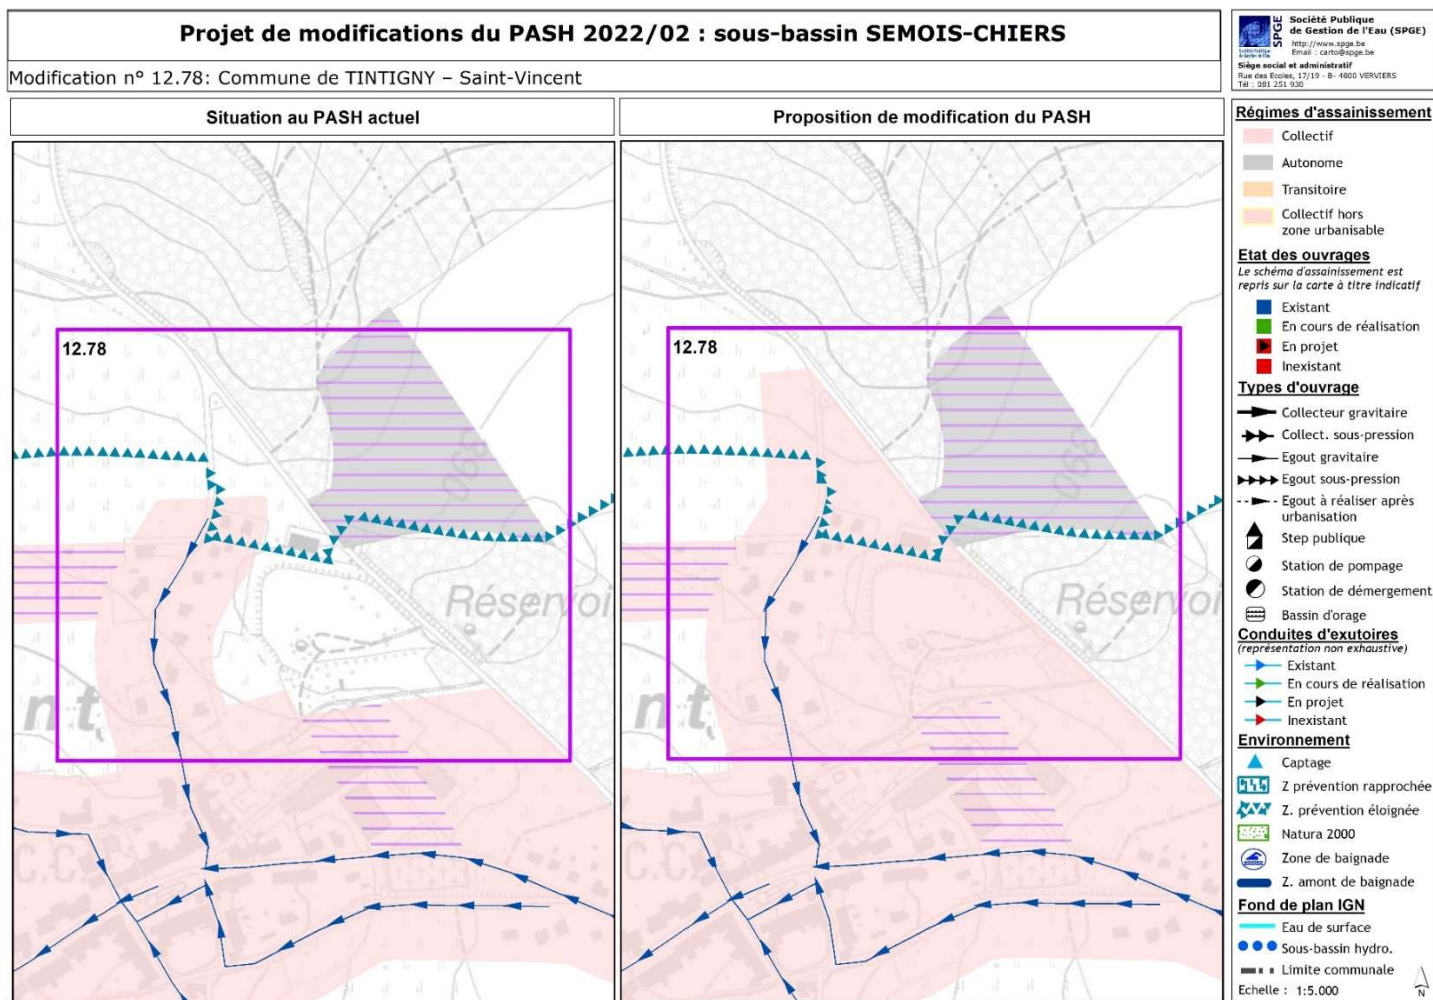 Projet de modifications du PASH 2022/02 : sous-bassin SEMOIS-CHIERS
Modification n° 12.78: Commune de TINTIGNY – Saint-Vincent
SPGE
Société Publique
de Gestion de l'Eau (SPGE)
http://www.spge.be
Email : carto@spge.be
Siège social et administratif
Rue des Ecoles, 17/19 - B- 4800 VERVIERS
Tél : 081 251 930
Situation au PASH actuel
12.78
090
Réservoi
nt
C.C.
Proposition de modification du PASH
12.78
090
Réservoi
nt
C.C.
Régimes d'assainissement
Collectif
Autonome
Transitoire
Collectif hors
zone urbanisable
Etat des ouvrages
Le schéma d'assainissement est
repris sur la carte à titre indicatif
Existant
En cours de réalisation
En projet
Inexistant
Types d'ouvrage
Collecteur gravitaire
Collect. sous-pression
Egout gravitaire
Egout sous-pression
Egout à réaliser après
urbanisation
Step publique
Station de pompage
Station de démergement
Bassin d'orage
Conduites d'exutoires
(représentation non exhaustive)
Existant
En cours de réalisation
En projet
Inexistant
Environnement
Captage
Z prévention rapprochée
Z. prévention éloignée
Natura 2000
Zone de baignade
Z. amont de baignade
Fond de plan IGN
Eau de surface
Sous-bassin hydro.
Limite communale
Echelle : 1:5.000
N